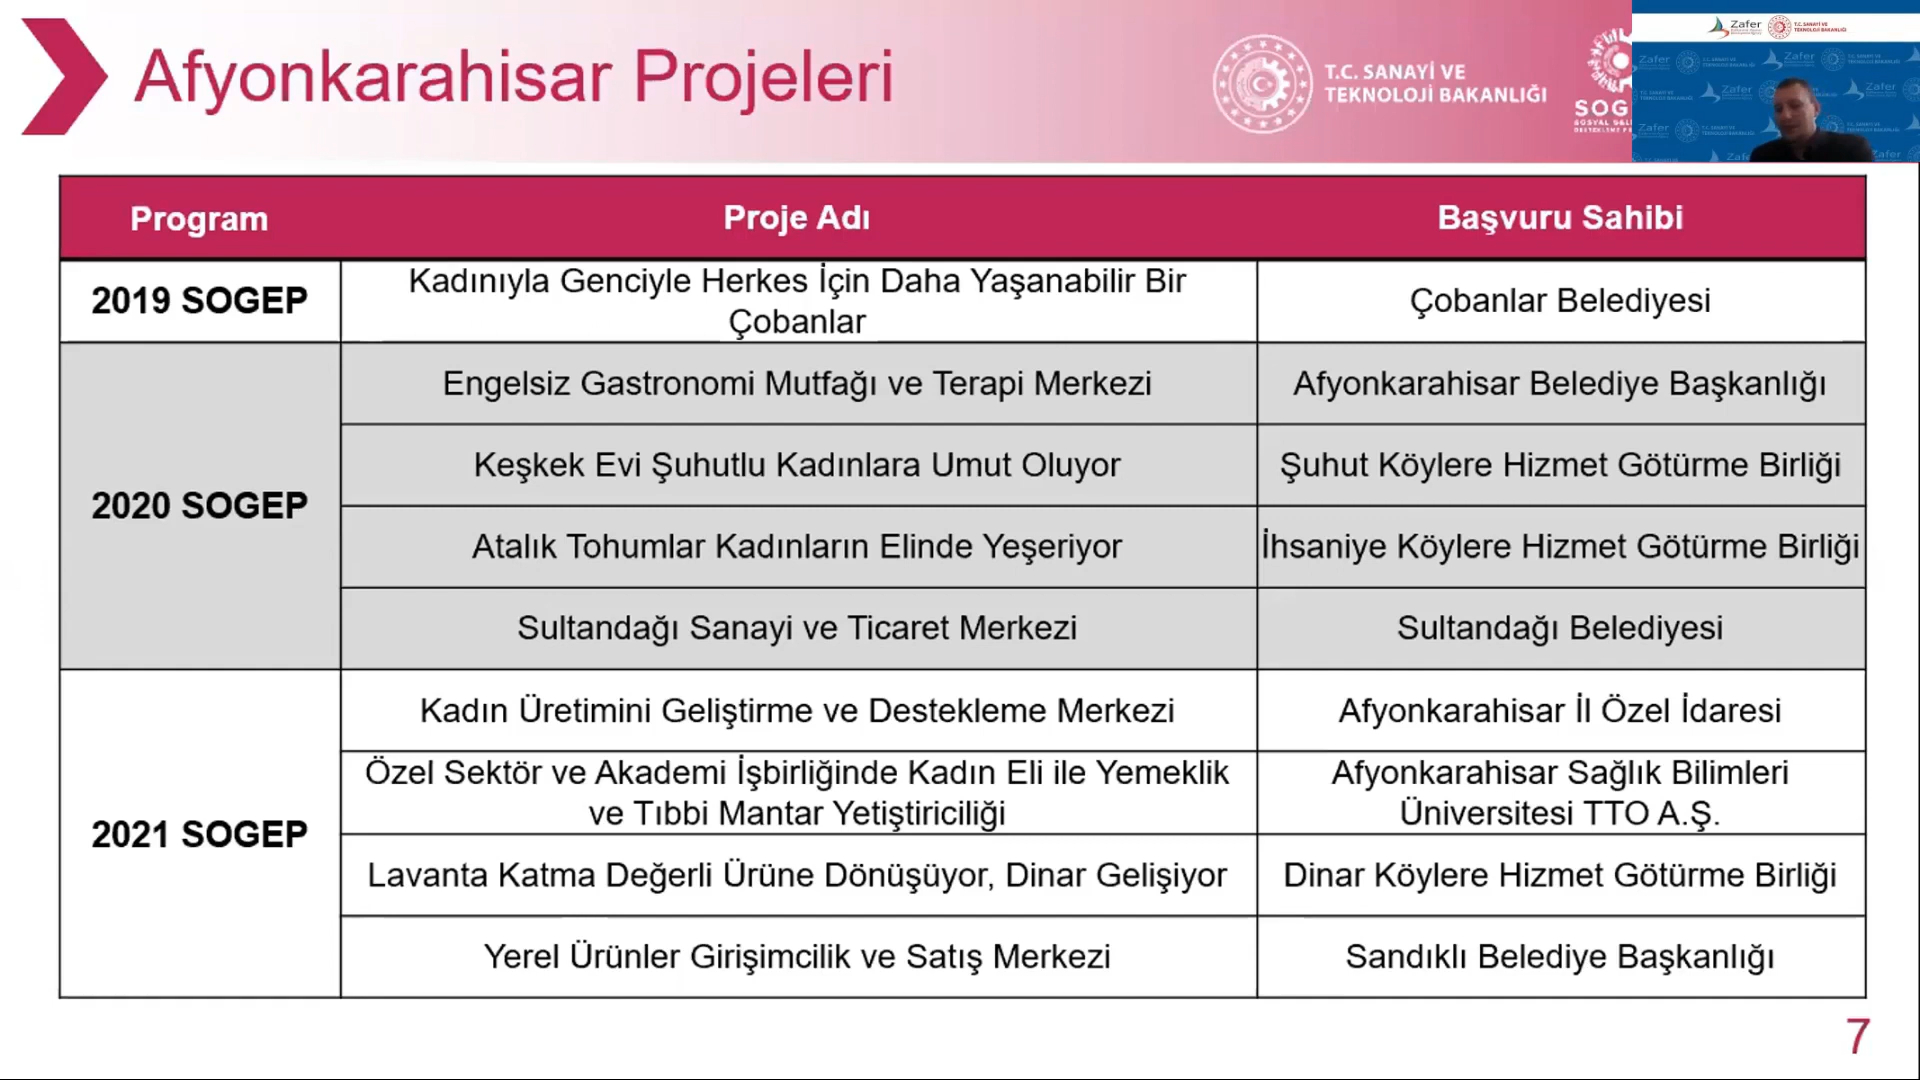 Afyonkarahisar Projeleri
T.C. SANAYİ VE
TEKNOLOJİ BAKANLIĞI
Zafer
T.C. SANAYİ VE
TEKNOLOJİ BAKANLIĞI
Program
Proje Adı
Başvuru Sahibi
2019 SOGEP
Kadınıyla Genciyle Herkes İçin Daha Yaşanabilir Bir
Çobanlar
Çobanlar Belediyesi
2020 SOGEP
Engelsiz Gastronomi Mutfağı ve Terapi Merkezi
Afyonkarahisar Belediye Başkanlığı
Keşkek Evi Şuhutlu Kadınlara Umut Oluyor
Şuhut Köylere Hizmet Götürme Birliği
Atalık Tohumlar Kadınların Elinde Yeşeriyor
İhsaniye Köylere Hizmet Götürme Birliği
Sultandağı Sanayi ve Ticaret Merkezi
Sultandağı Belediyesi
2021 SOGEP
Kadın Üretimini Geliştirme ve Destekleme Merkezi
Afyonkarahisar İl Özel İdaresi
Özel Sektör ve Akademi İşbirliğinde Kadın Eli ile Yemeklik
ve Tıbbi Mantar Yetiştiriciliği
Afyonkarahisar Sağlık Bilimleri
Üniversitesi TTO A.Ş.
Lavanta Katma Değerli Ürüne Dönüşüyor, Dinar Gelişiyor
Dinar Köylere Hizmet Götürme Birliği
Yerel Ürünler Girişimcilik ve Satış Merkezi
Sandıklı Belediye Başkanlığı
7